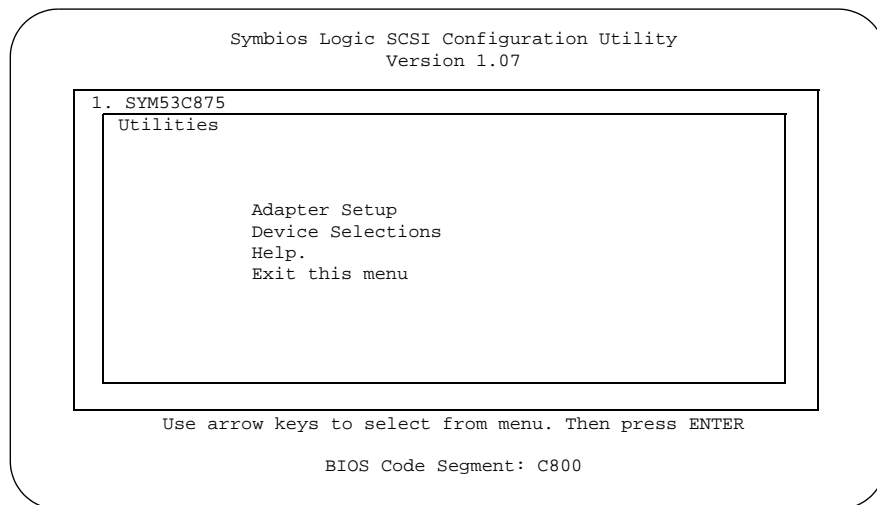 Symbios Logic SCSI Configuration Utility
Version 1.07
1. SYM53C875
Utilities
Adapter Setup
Device Selections
Help.
Exit this menu
Use arrow keys to select from menu. Then press ENTER
BIOS Code Segment: C800